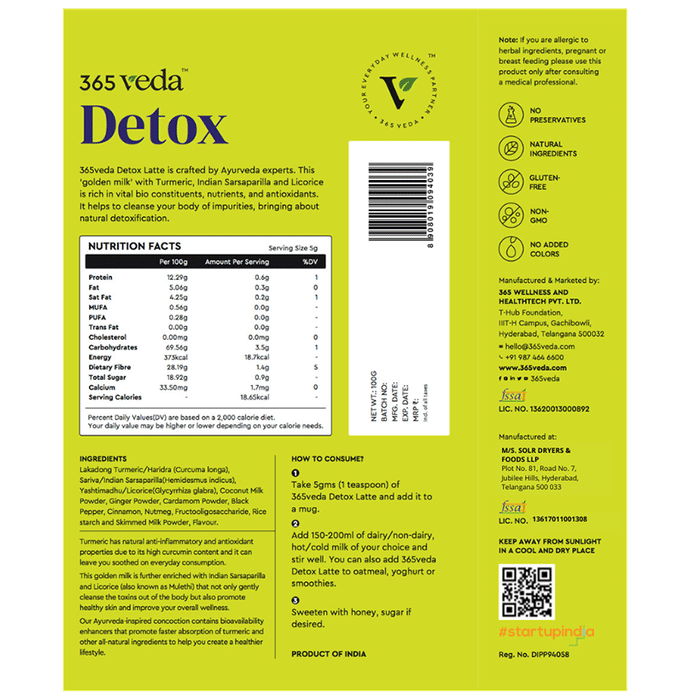 365 veda™
Detox
365veda Detox Latte is crafted by Ayurveda experts. This
'golden milk' with Turmeric, Indian Sarsaparilla and Licorice
is rich in vital bio constituents, nutrients, and antioxidants.
It helps to cleanse your body of impurities, bringing about
natural detoxification.
NUTRITION FACTS Serving Size 5g
Per 100g Amount Per Serving %DV
Protein 12.29g 0.6g 1
Fat 5.06g 0.3g 0
Sat Fat 4.25g 0.2g 1
MUFA 0.56g 0.0g -
PUFA 0.28g 0.0g -
Trans Fat 0.00g 0.0g -
Cholesterol 0.00mg 0.0mg 0
Carbohydrates 69.56g 3.5g 1
Energy 373kcal 18.7kcal -
Dietary Fibre 28.19g 1.4g 5
Total Sugar 18.92g 0.9g -
Calcium 33.50mg 1.7mg 0
Serving Calories - 18.65kcal -
Percent Daily Values(DV) are based on a 2,000 calorie diet.
Your daily value may be higher or lower depending on your calorie needs.
INGREDIENTS
Lakadong Turmeric/Haridra (Curcuma longa),
Sariva/Indian Sarsaparilla(Hemidesmus indicus),
Yashtimadhu/Licorice(Glycyrrhiza glabra), Coconut Milk
Powder, Ginger Powder, Cardamom Powder, Black
Pepper, Cinnamon, Nutmeg, Fructooligosaccharide, Rice
starch and Skimmed Milk Powder, Flavour.
Turmeric has natural anti-inflammatory and antioxidant
properties due to its high curcumin content and it can
leave you soothed on everyday consumption.
This golden milk is further enriched with Indian Sarsaparilla
and Licorice (also known as Mulethi) that not only gently
cleanse the toxins out of the body but also promote
healthy skin and improve your overall wellness.
Our Ayurveda-inspired concoction contains bioavailability
enhancers that promote faster absorption of turmeric and
other all-natural ingredients to help you create a healthier
lifestyle.
YOUR EVERYDAY WELLNESS PARTNER
• 365 VEDA •
V
TM
8908019094039
NET WT.: 100G
BATCH NO:
MFG. DATE:
EXP. DATE:
MRP ₹:
Incl. of all taxes
HOW TO CONSUME?
1
Take 5gms (1 teaspoon) of
365veda Detox Latte and add it to
a mug.
2
Add 150-200ml of dairy/non-dairy,
hot/cold milk of your choice and
stir well. You can also add 365veda
Detox Latte to oatmeal, yoghurt or
smoothies.
3
Sweeten with honey, sugar if
desired.
PRODUCT OF INDIA
Note: If you are allergic to
herbal ingredients, pregnant or
breast feeding please use this
product only after consulting
a medical professional.
NO
PRESERVATIVES
NATURAL
INGREDIENTS
GLUTEN-
FREE
NON-
GMO
NO ADDED
COLORS
Manufactured & Marketed by:
365 WELLNESS AND
HEALTHTECH PVT. LTD.
T-Hub Foundation,
IIIT-H Campus, Gachibowli,
Hyderabad, Telangana 500032
hello@365veda.com
+91 987 464 6600
www.365veda.com
365veda
fssai
LIC. NO. 13620013000892
Manufactured at:
M/S. SOLR DRYERS &
FOODS LLP
Plot No. 81, Road No. 7,
Jubilee Hills, Hyderabad,
Telangana 500 033
fssai
LIC. NO. 13617011001308
KEEP AWAY FROM SUNLIGHT
IN A COOL AND DRY PLACE
#startupindia
Reg. No. DIPP94058